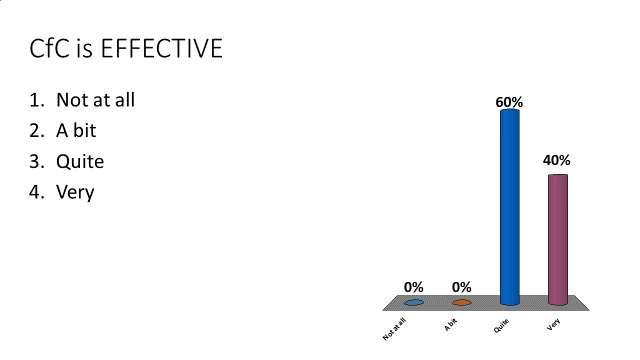 CfC is EFFECTIVE
1. Not at all
2. A bit
3. Quite
4. Very
60%
40%
0% 0%
Not at all A bit Quite Very